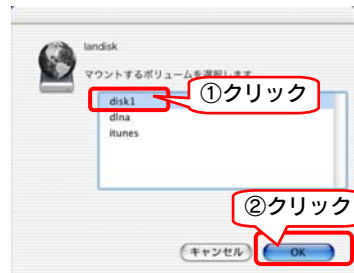 landisk
マウントするボリュームを選択します
disk1
①クリック
dlna
itunes
②クリック
キャンセル
OK